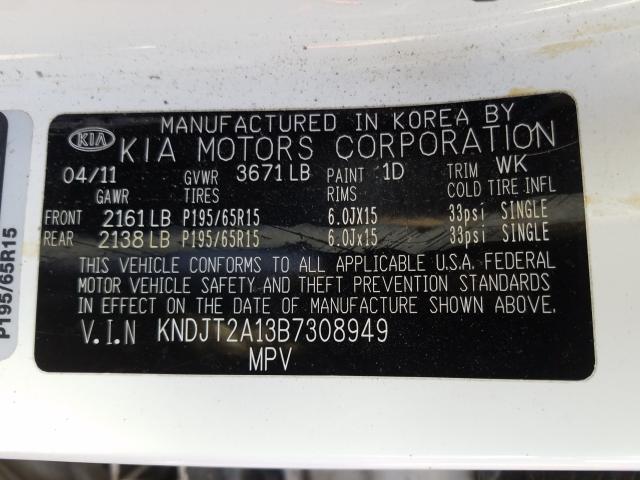 KIA MANUFACTURED IN KOREA BY
KIA MOTORS CORPORATION
04/11 GVWR 3671 LB PAINT 1D TRIM WK
GAWR TIRES RIMS COLD TIRE INFL
FRONT 2161 LB P195/65R15 6.0Jx15 33psi SINGLE
REAR 2138 LB P195/65R15 6.0Jx15 33psi SINGLE
THIS VEHICLE CONFORMS TO ALL APPLICABLE U.S.A. FEDERAL
MOTOR VEHICLE SAFETY AND THEFT PREVENTION STANDARDS
IN EFFECT ON THE DATE OF MANUFACTURE SHOWN ABOVE.
V.I.N KNDJT2A13B7308949
MPV
P195/65R15